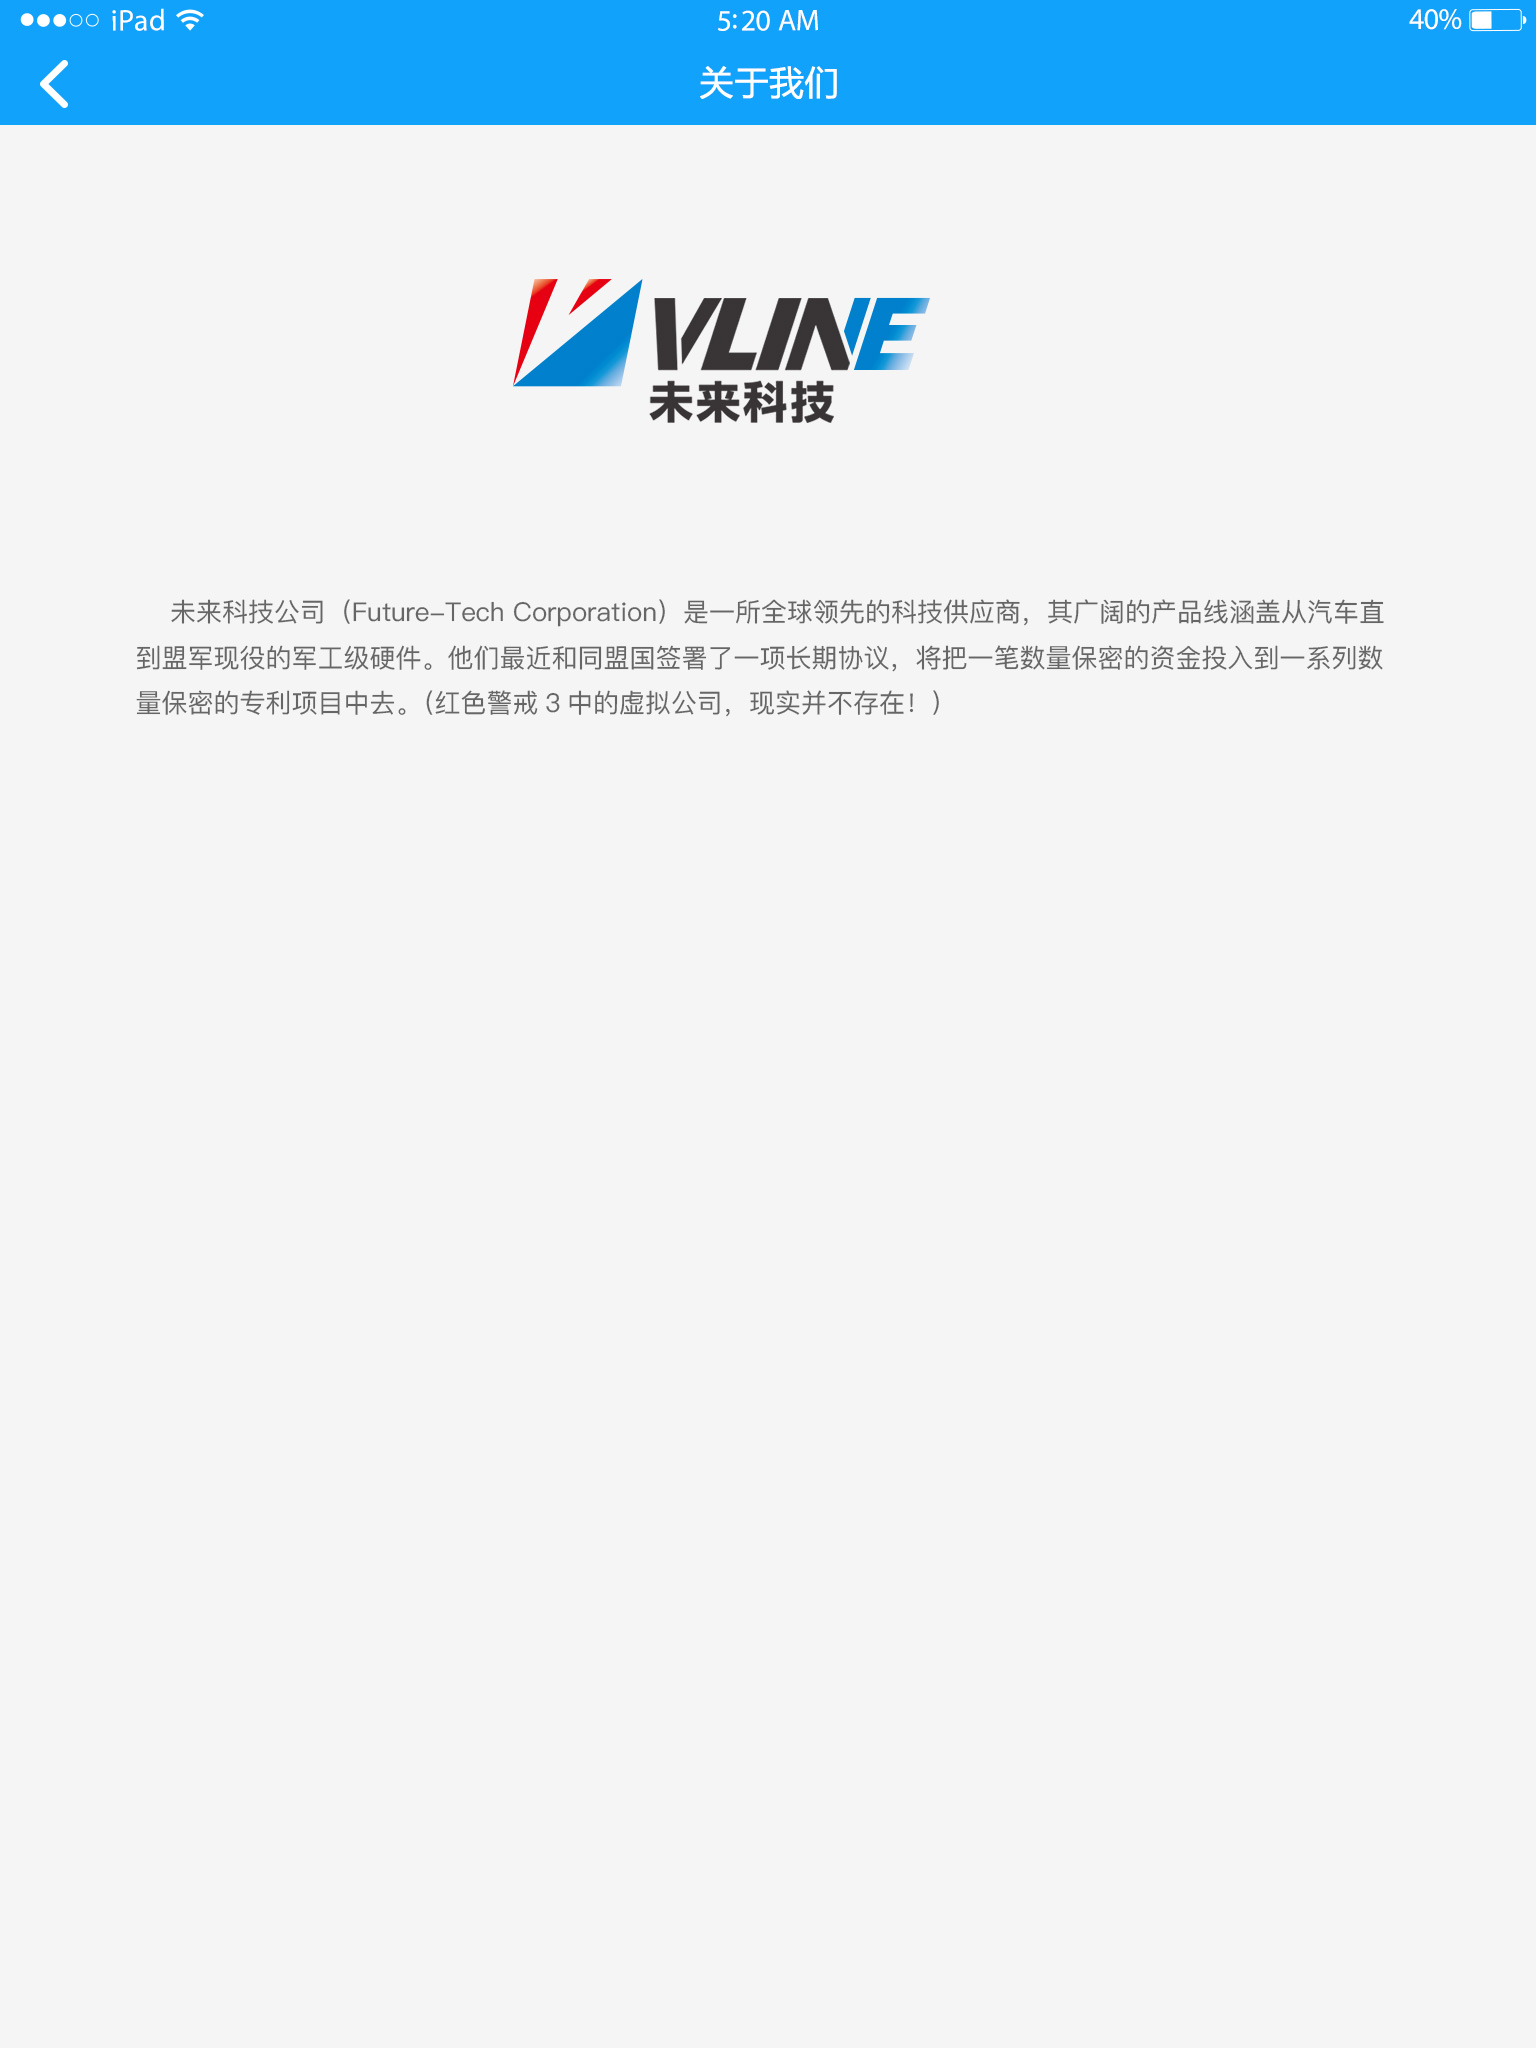 iPad
5:20 AM
40%
关于我们
VLINE
未来科技
未来科技公司（Future-Tech Corporation）是一所全球领先的科技供应商，其广阔的产品线涵盖从汽车直
到盟军现役的军工级硬件。他们最近和同盟国签署了一项长期协议，将把一笔数量保密的资金投入到一系列数
量保密的专利项目中去。（红色警戒 3 中的虚拟公司，现实并不存在！）